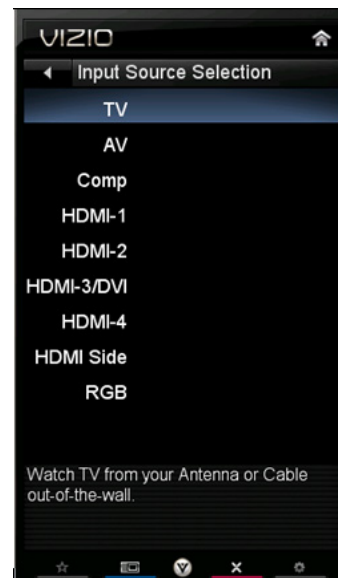 VIZIO
Input Source Selection
TV
AV
Comp
HDMI-1
HDMI-2
HDMI-3/DVI
HDMI-4
HDMI Side
RGB
Watch TV from your Antenna or Cable
out-of-the-wall.